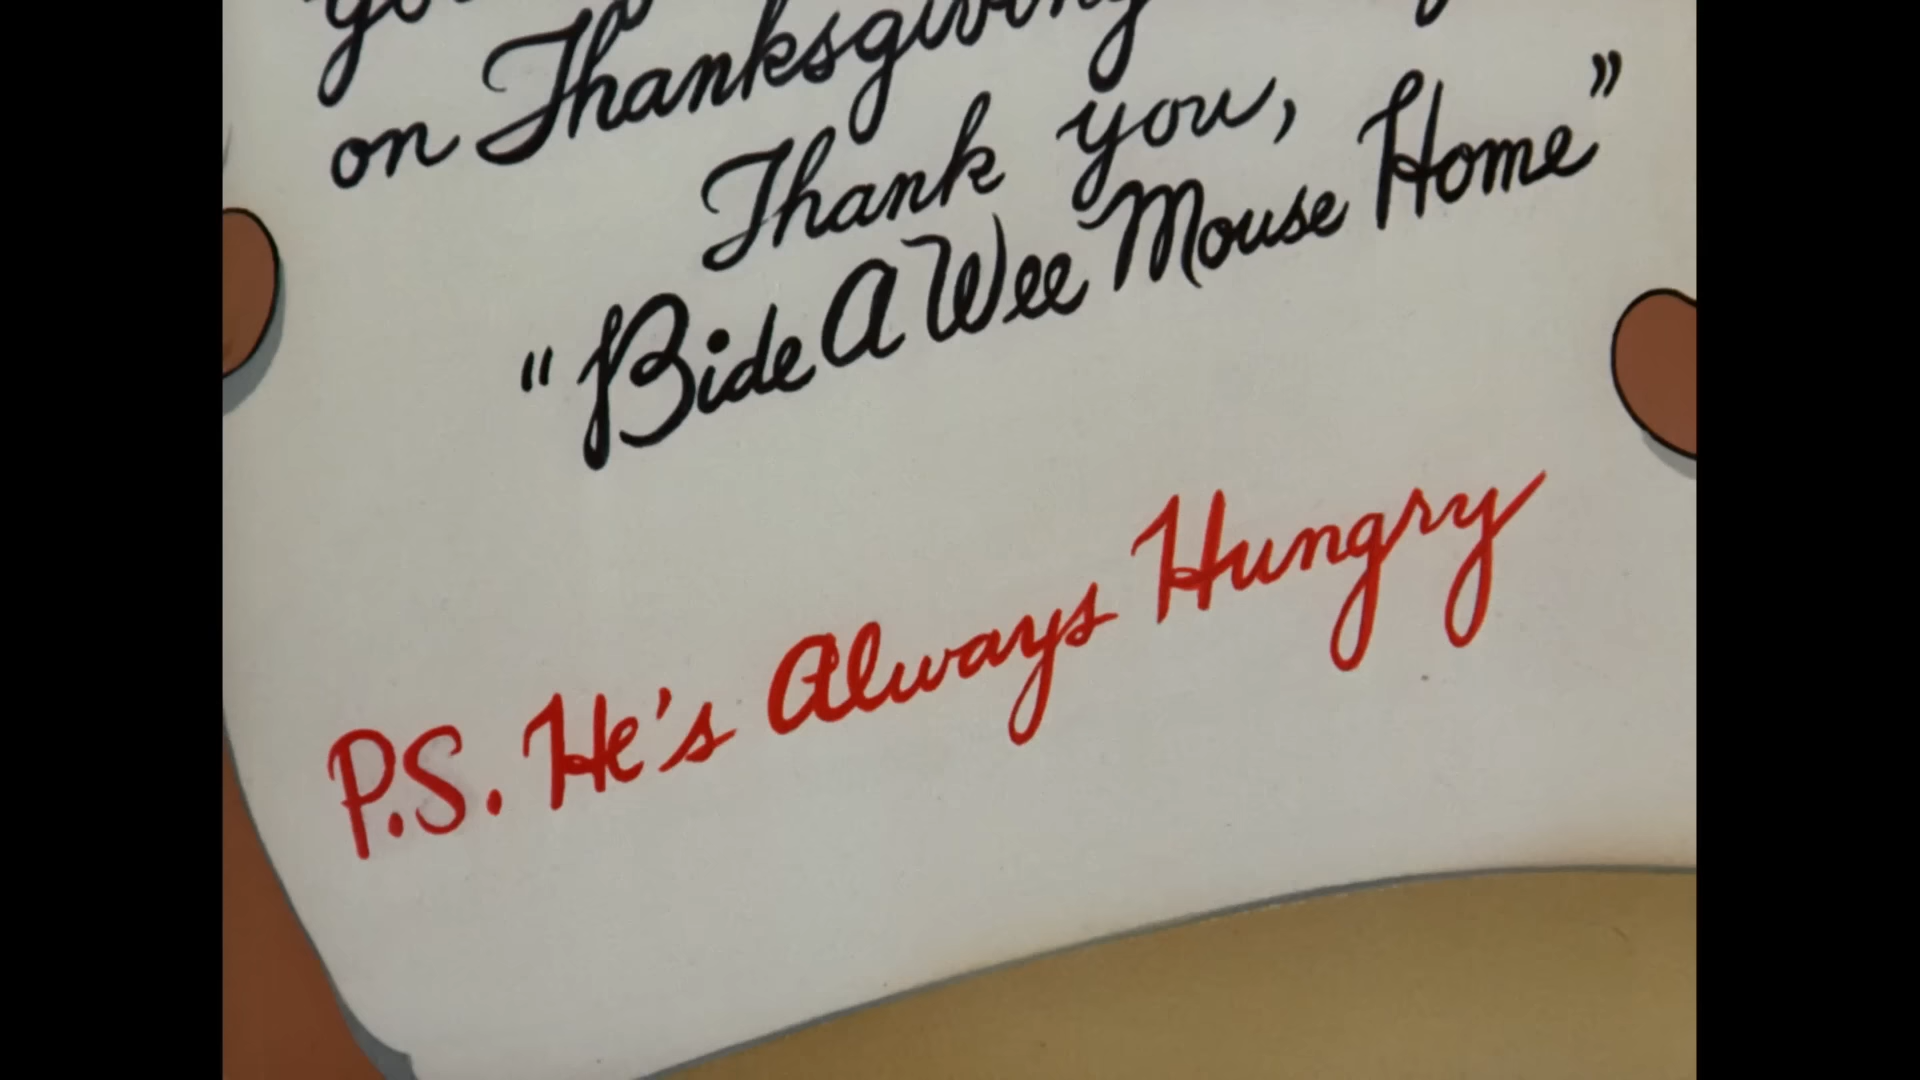 on Thanksgiving
Thank you,
"Bide A Wee Mouse Home"
P.S. He's Always Hungry